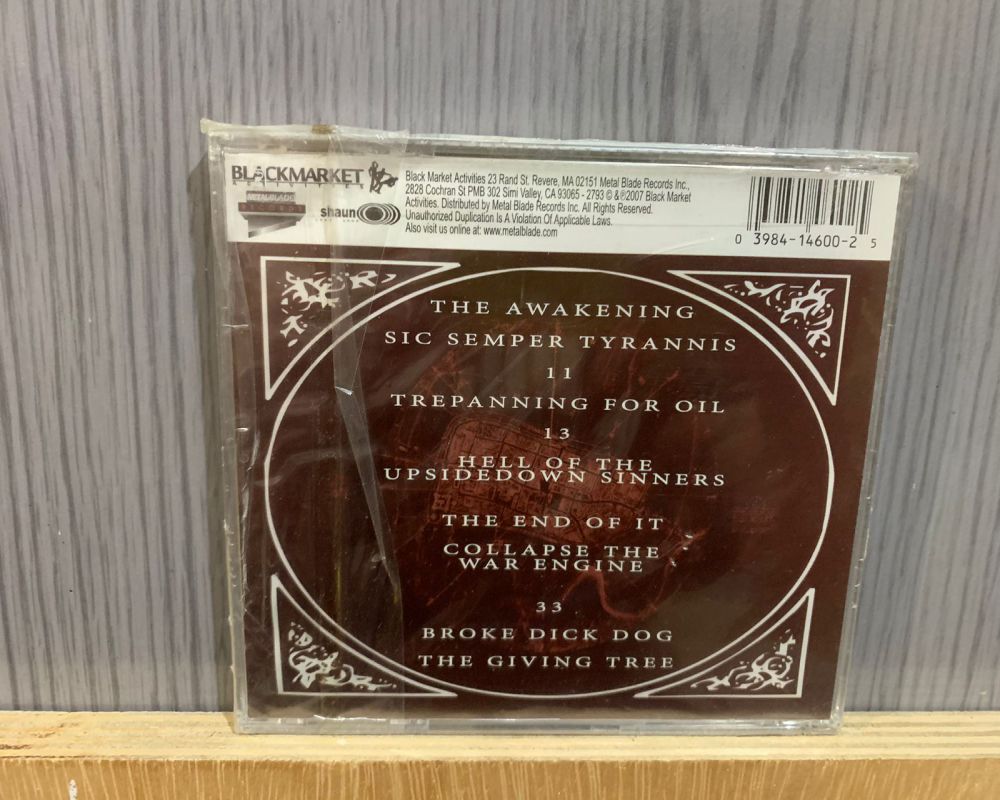 BLACKMARKET
ACTIVITIES
METAL BLADE
RECORDS
shaun
Black Market Activities 23 Rand St. Revere, MA 02151 Metal Blade Records Inc.,
2828 Cochran St PMB 302 Simi Valley, CA 93065 - 2793 © &℗2007 Black Market
Activities. Distributed by Metal Blade Records Inc. All Rights Reserved.
Unauthorized Duplication Is A Violation Of Applicable Laws.
Also visit us online at: www.metalblade.com
0 3984-14600-2 5
THE AWAKENING
SIC SEMPER TYRANNIS
11
TREPANNING FOR OIL
13
HELL OF THE
UPSIDEDOWN SINNERS
THE END OF IT
COLLAPSE THE
WAR ENGINE
33
BROKE DICK DOG
THE GIVING TREE